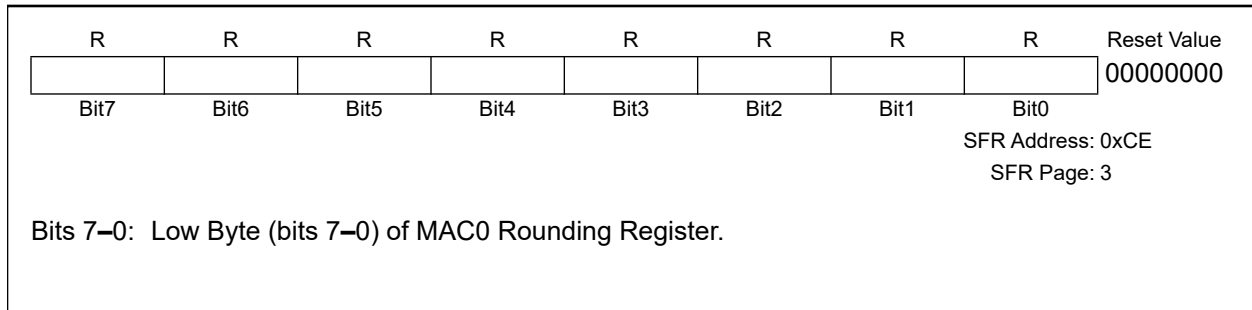 R R R R R R R R Reset Value
00000000
Bit7 Bit6 Bit5 Bit4 Bit3 Bit2 Bit1 Bit0
SFR Address: 0xCE
SFR Page: 3
Bits 7–0: Low Byte (bits 7–0) of MAC0 Rounding Register.